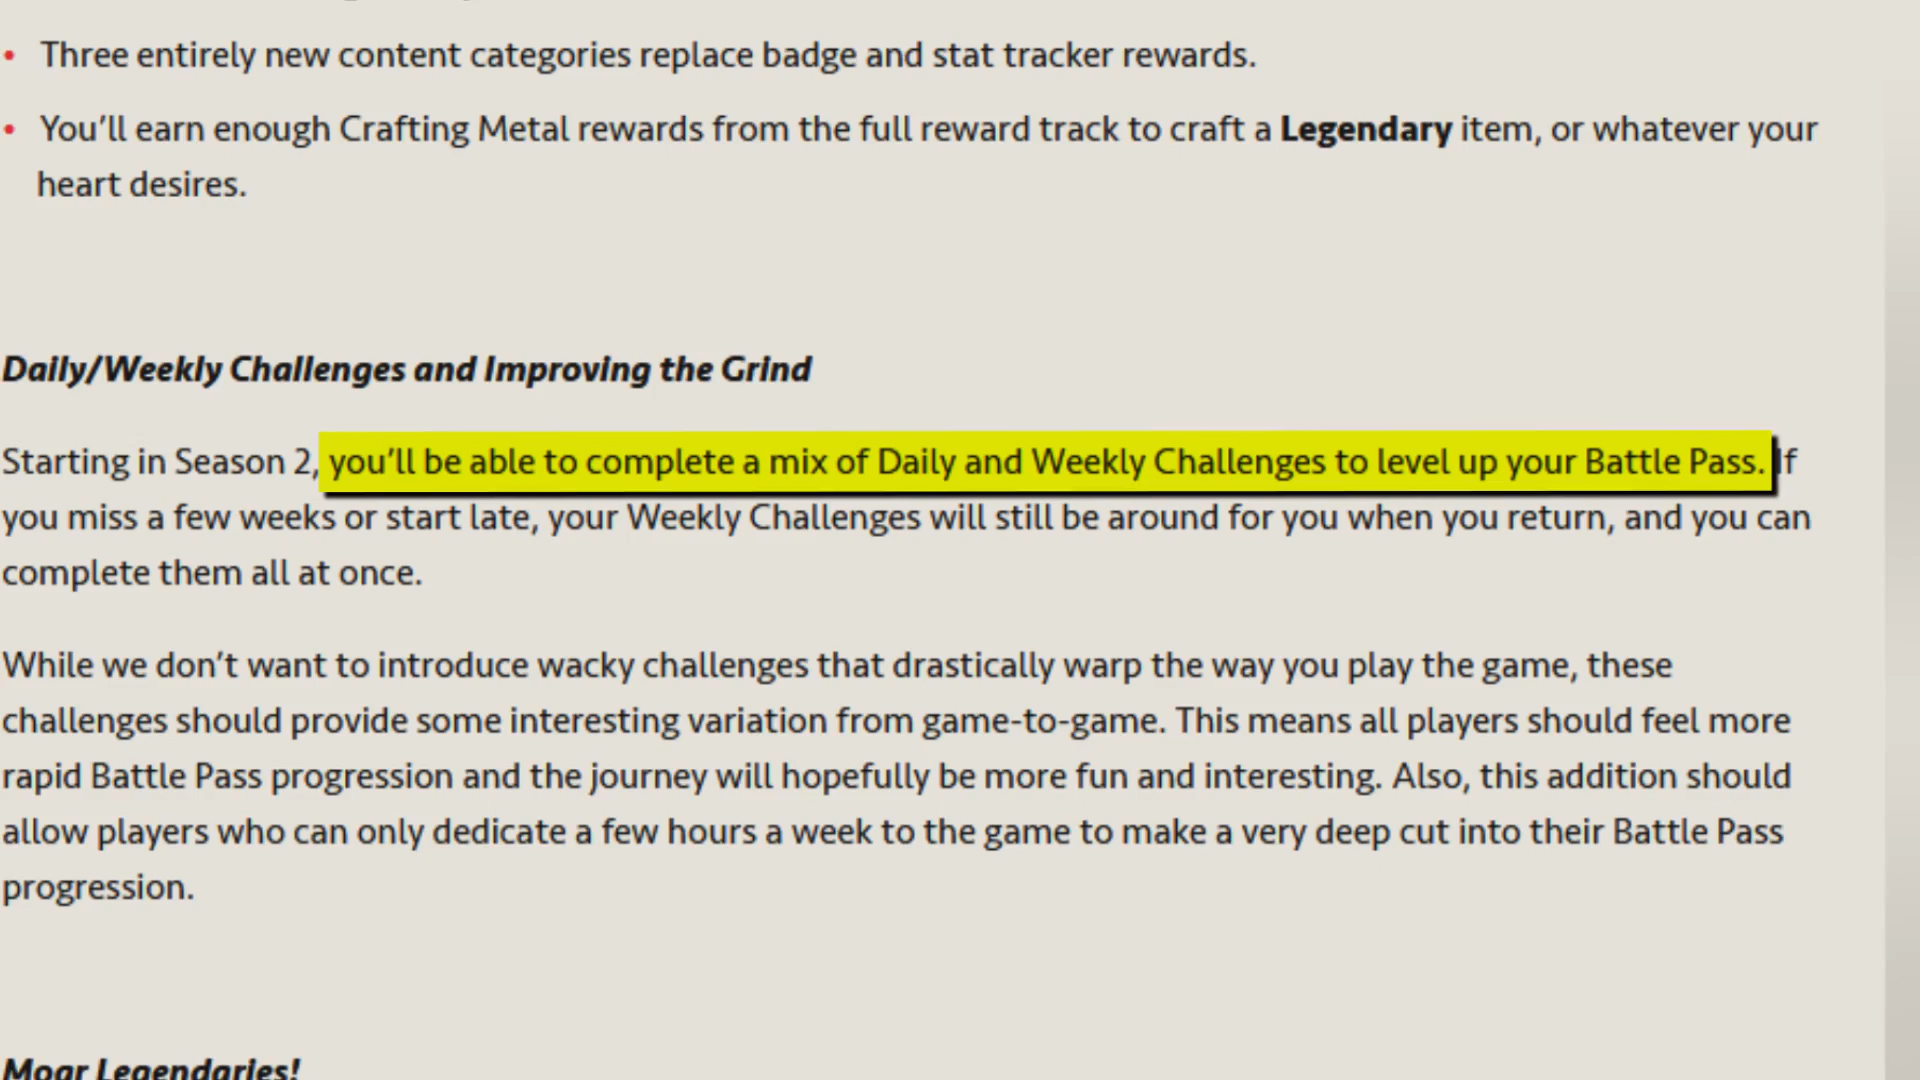 • Three entirely new content categories replace badge and stat tracker rewards.
• You'll earn enough Crafting Metal rewards from the full reward track to craft a Legendary item, or whatever your
heart desires.
Daily/Weekly Challenges and Improving the Grind
Starting in Season 2, you'll be able to complete a mix of Daily and Weekly Challenges to level up your Battle Pass. If
you miss a few weeks or start late, your Weekly Challenges will still be around for you when you return, and you can
complete them all at once.
While we don't want to introduce wacky challenges that drastically warp the way you play the game, these
challenges should provide some interesting variation from game-to-game. This means all players should feel more
rapid Battle Pass progression and the journey will hopefully be more fun and interesting. Also, this addition should
allow players who can only dedicate a few hours a week to the game to make a very deep cut into their Battle Pass
progression.
Moar Legendaries!